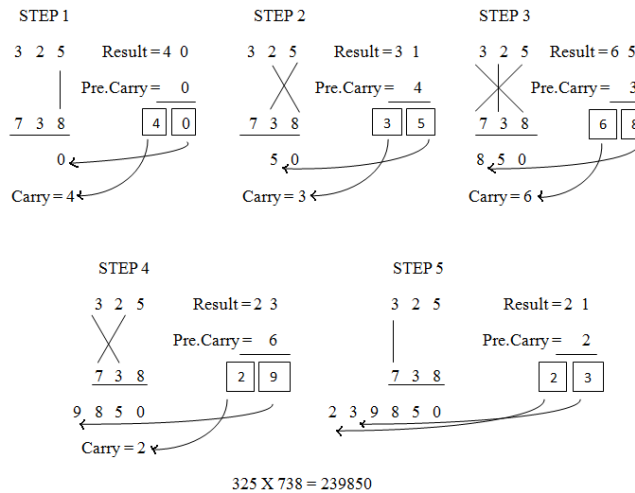 STEP 1
3 2 5 Result = 4 0
Pre.Carry = 0
7 3 8 4 0
0
Carry = 4
STEP 2
3 2 5 Result = 3 1
Pre.Carry = 4
7 3 8 3 5
5 0
Carry = 3
STEP 3
3 2 5 Result = 6 5
Pre.Carry = 3
7 3 8 6 8
8 5 0
Carry = 6
STEP 4
3 2 5 Result = 2 3
Pre.Carry = 6
7 3 8 2 9
9 8 5 0
Carry = 2
STEP 5
3 2 5 Result = 2 1
Pre.Carry = 2
7 3 8 2 3
2 3 9 8 5 0
325 X 738 = 239850